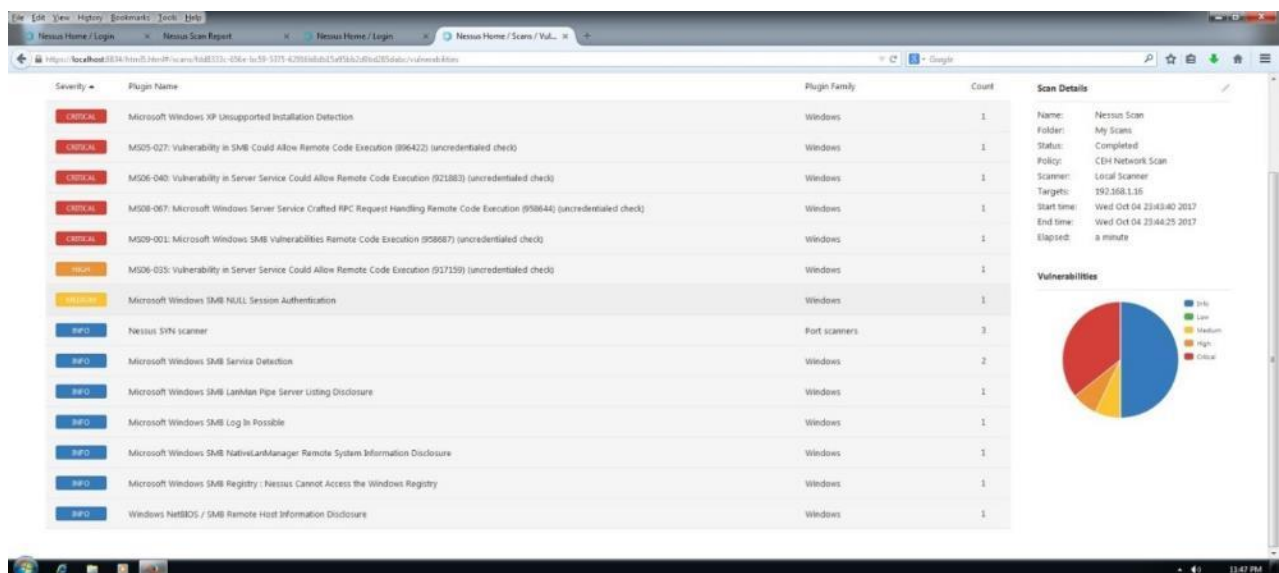 File Edit View History Bookmarks Tools Help
Nessus Home / Login × Nessus Scan Report × Nessus Home / Login × Nessus Home / Scans / Vul... × +
Google
Severity Plugin Name Plugin Family Count
CRITICAL Microsoft Windows XP Unsupported Installation Detection Windows 1
CRITICAL MS05-027: Vulnerability in SMB Could Allow Remote Code Execution (896422) (uncredentialed check) Windows 1
CRITICAL MS06-040: Vulnerability in Server Service Could Allow Remote Code Execution (921883) (uncredentialed check) Windows 1
CRITICAL MS08-067: Microsoft Windows Server Service Crafted RPC Request Handling Remote Code Execution (958644) (uncredentialed check) Windows 1
CRITICAL MS09-001: Microsoft Windows SMB Vulnerabilities Remote Code Execution (958687) (uncredentialed check) Windows 1
HIGH MS06-035: Vulnerability in Server Service Could Allow Remote Code Execution (917159) (uncredentialed check) Windows 1
MEDIUM Microsoft Windows SMB NULL Session Authentication Windows 1
INFO Nessus SYN scanner Port scanners 3
INFO Microsoft Windows SMB Service Detection Windows 2
INFO Microsoft Windows SMB LanMan Pipe Server Listing Disclosure Windows 1
INFO Microsoft Windows SMB Log In Possible Windows 1
INFO Microsoft Windows SMB NativeLanManager Remote System Information Disclosure Windows 1
INFO Microsoft Windows SMB Registry : Nessus Cannot Access the Windows Registry Windows 1
INFO Windows NetBIOS / SMB Remote Host Information Disclosure Windows 1
Scan Details
Name: Nessus Scan
Folder: My Scans
Status: Completed
Policy: CEH Network Scan
Scanner: Local Scanner
Targets: 192.168.1.16
Start time: Wed Oct 04 23:43:40 2017
End time: Wed Oct 04 23:44:25 2017
Elapsed: a minute
Vulnerabilities
Info
Low
Medium
High
Critical
11:47 PM